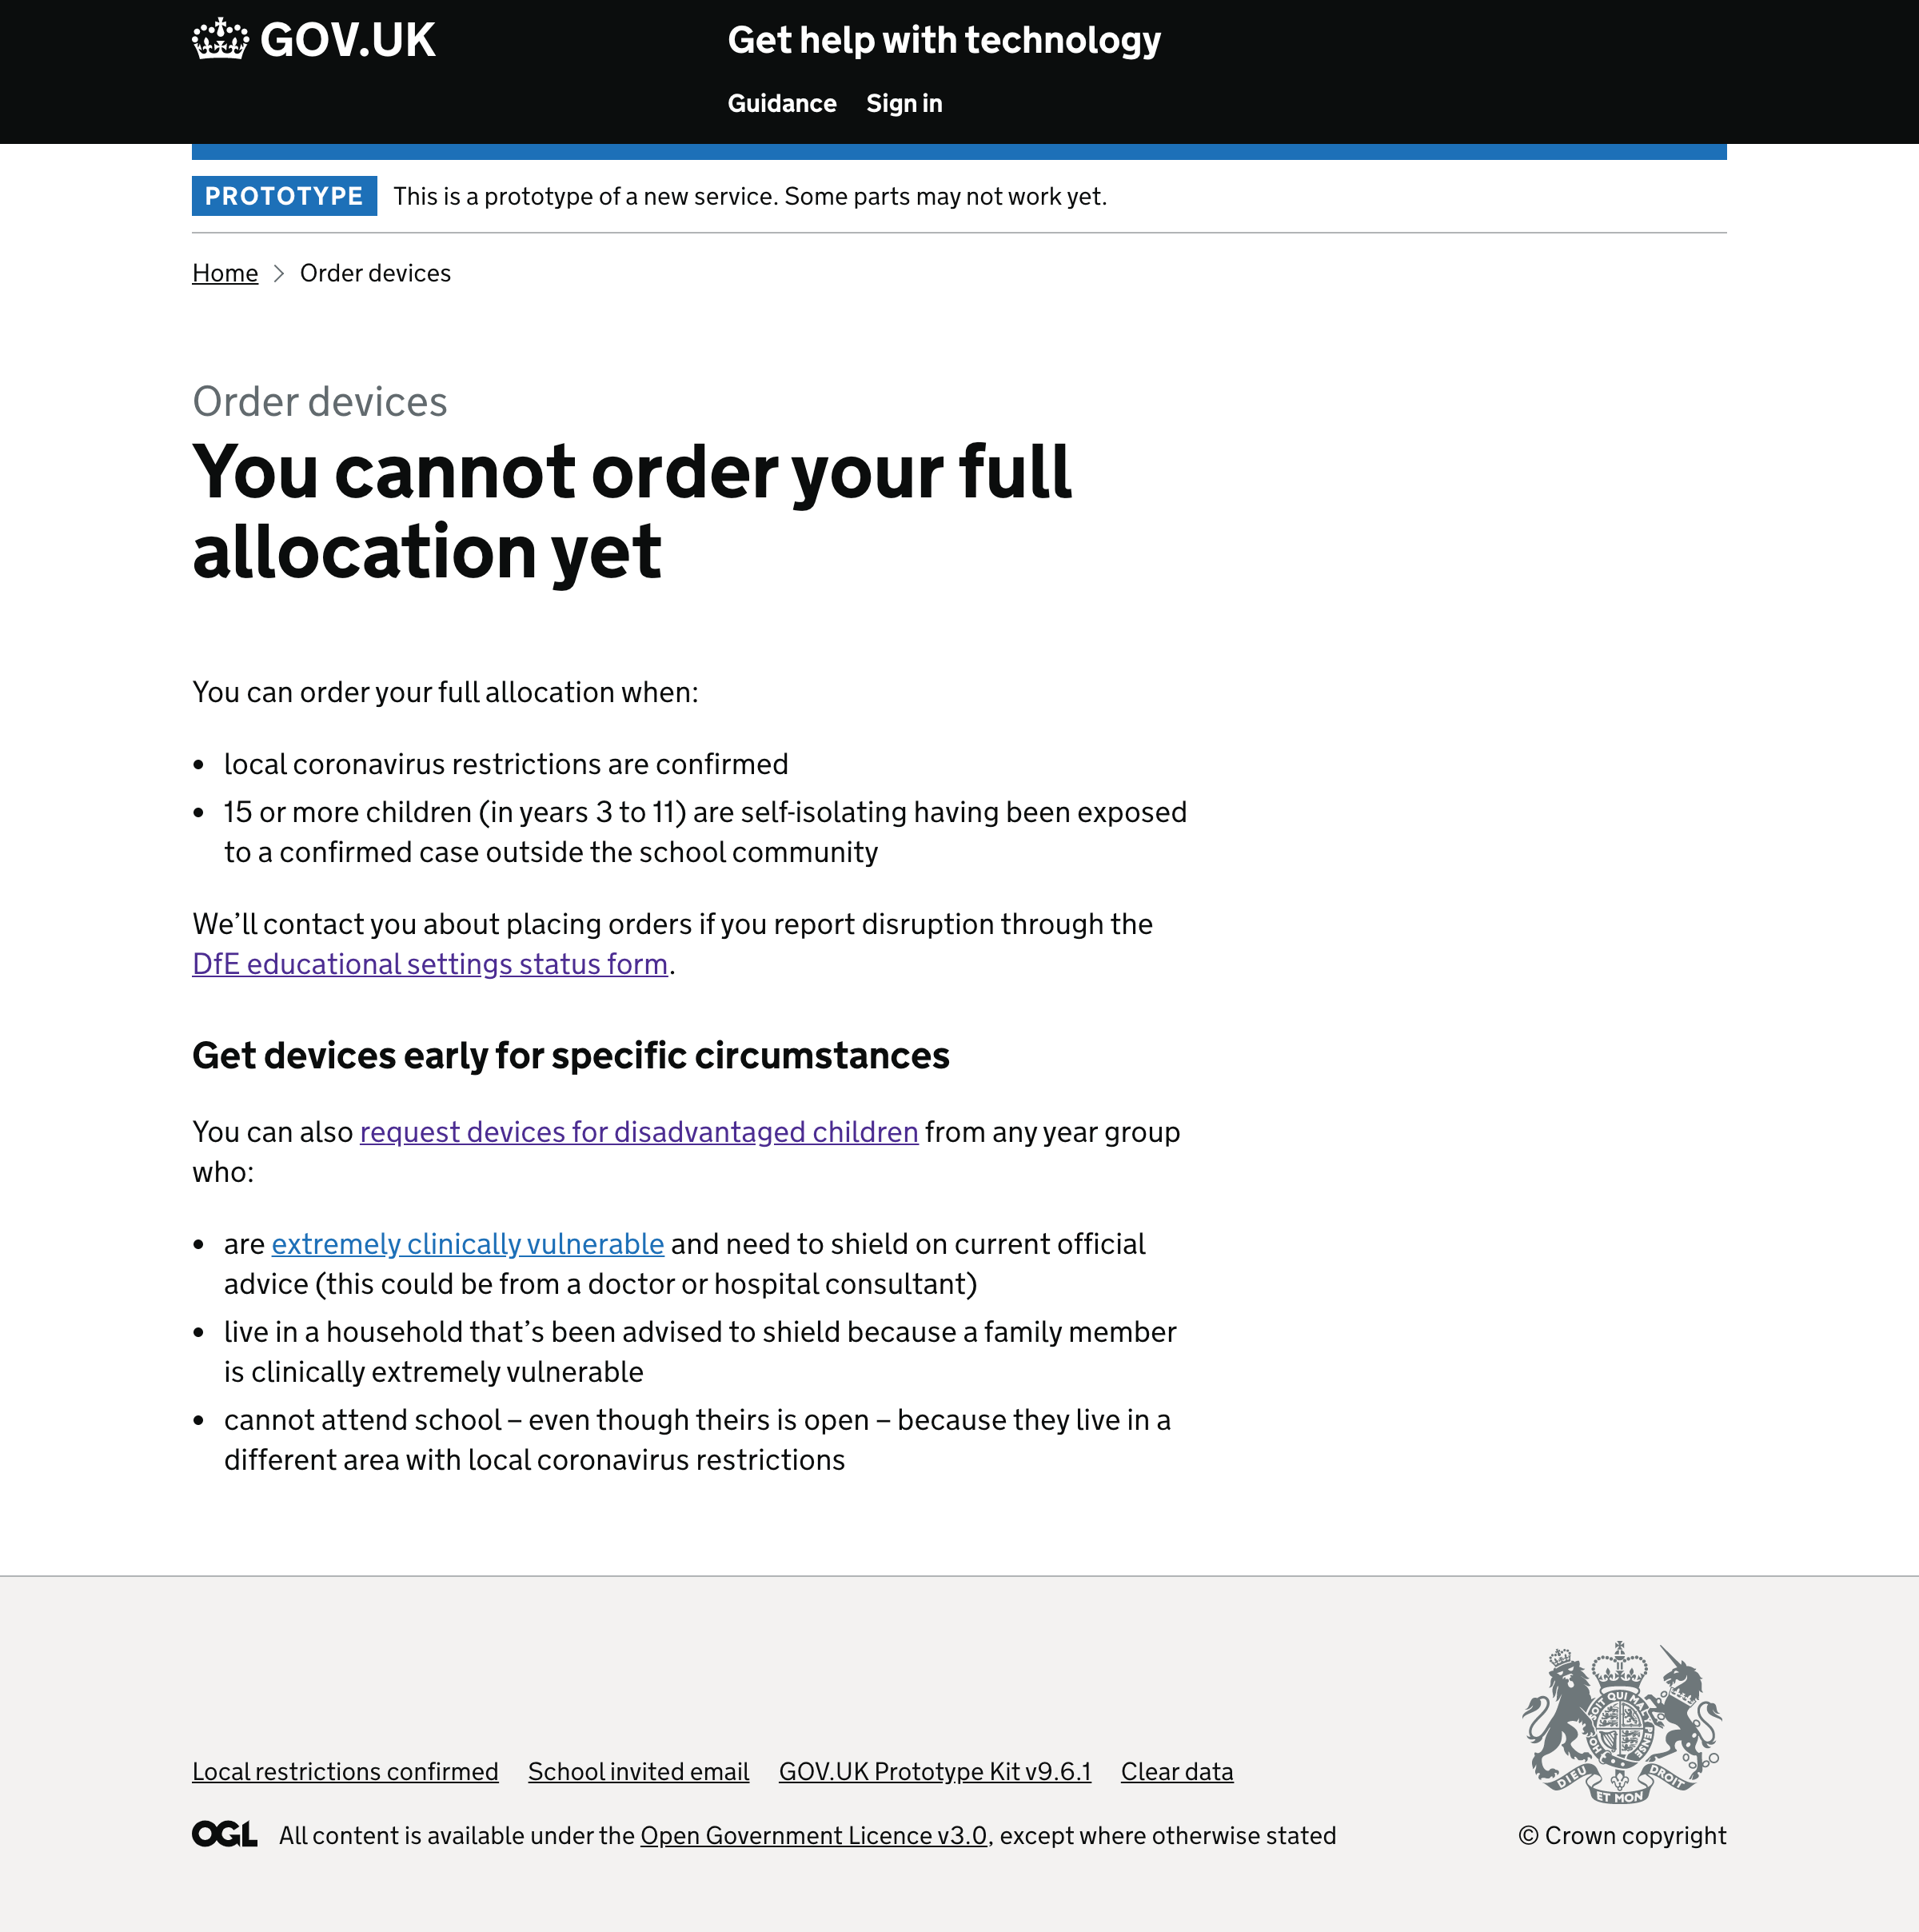 GOV.UK
Get help with technology
Guidance Sign in
PROTOTYPE This is a prototype of a new service. Some parts may not work yet.
Home Order devices
Order devices
You cannot order your full
allocation yet
You can order your full allocation when:
• local coronavirus restrictions are confirmed
• 15 or more children (in years 3 to 11) are self-isolating having been exposed
to a confirmed case outside the school community
We’ll contact you about placing orders if you report disruption through the
DfE educational settings status form.
Get devices early for specific circumstances
You can also request devices for disadvantaged children from any year group
who:
• are extremely clinically vulnerable and need to shield on current official
advice (this could be from a doctor or hospital consultant)
• live in a household that’s been advised to shield because a family member
is clinically extremely vulnerable
• cannot attend school – even though theirs is open – because they live in a
different area with local coronavirus restrictions
Local restrictions confirmed School invited email GOV.UK Prototype Kit v9.6.1 Clear data
OGL All content is available under the Open Government Licence v3.0, except where otherwise stated
DIEU ET MON DROIT
© Crown copyright